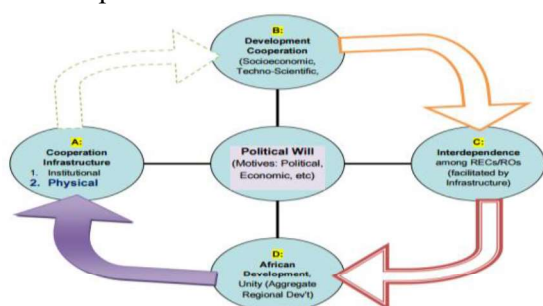 B:
Development
Cooperation
(Socioeconomic,
Techno-Scientific,
A:
Cooperation
Infrastructure
1. Institutional
2. Physical
Political Will
(Motives: Political,
Economic, etc)
C:
Interdependence
among RECs/ROs
(facilitated by
Infrastructure)
D:
African
Development,
Unity (Aggregate
Regional Dev't)